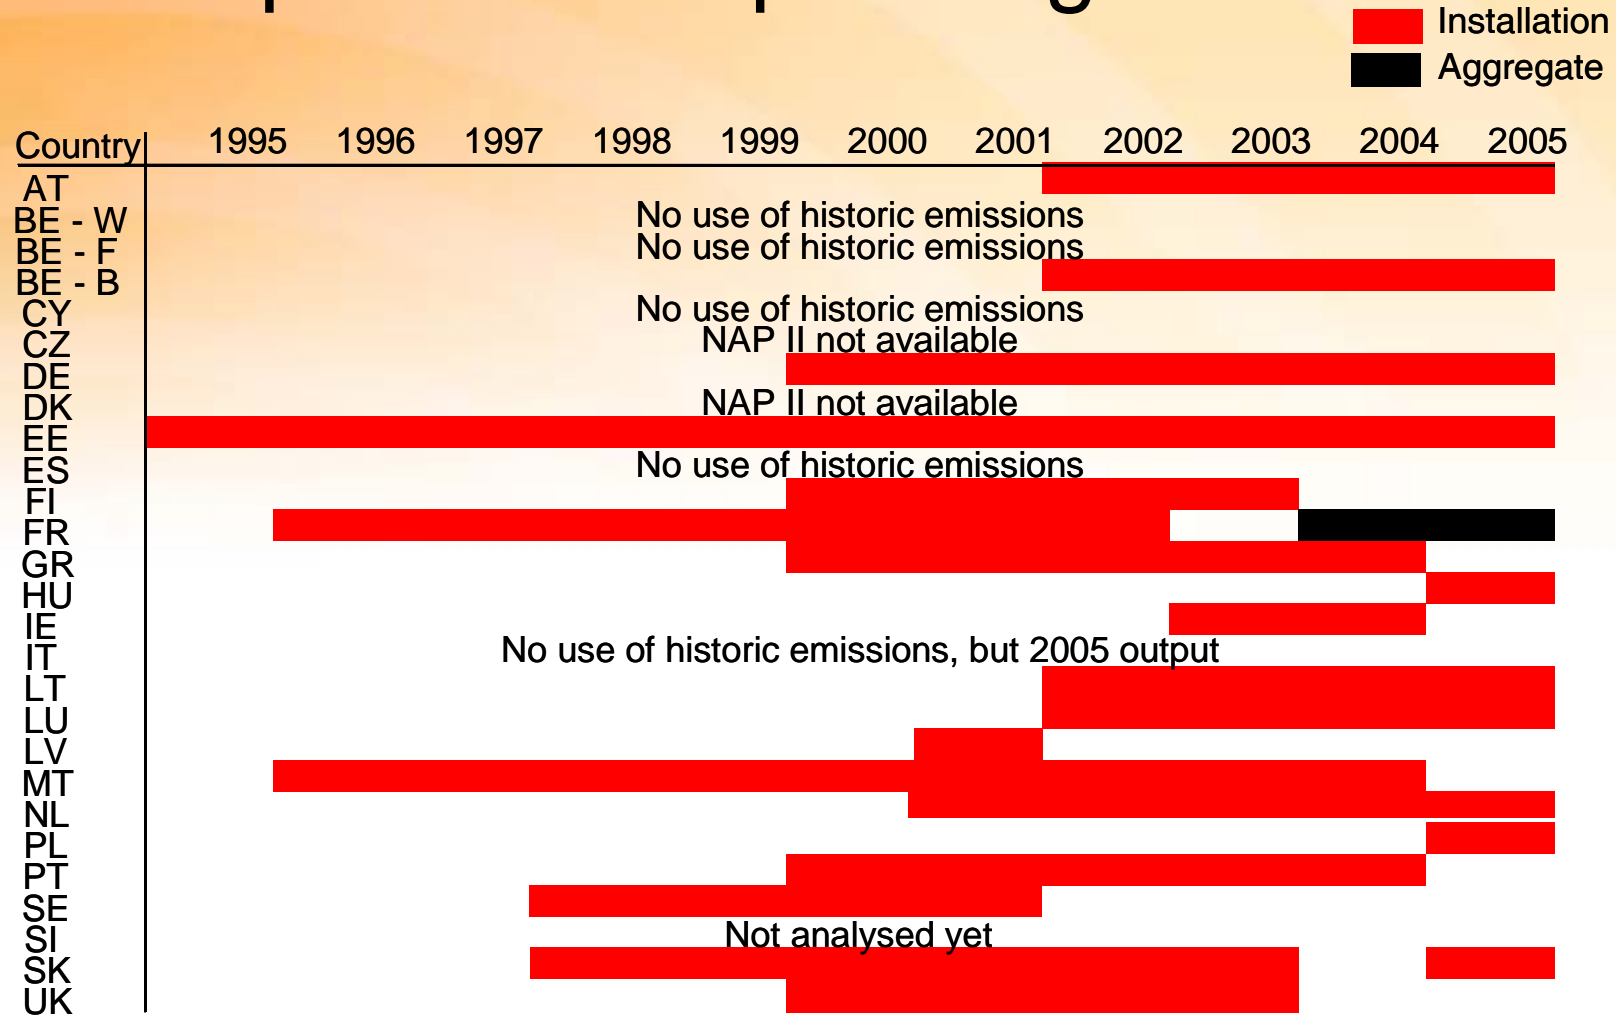 Installation
Aggregate
Country 1995 1996 1997 1998 1999 2000 2001 2002 2003 2004 2005
AT
BE - W No use of historic emissions
BE - F No use of historic emissions
BE - B
CY No use of historic emissions
CZ NAP II not available
DE
DK NAP II not available
EE
ES No use of historic emissions
FI
FR
GR
HU
IE
IT No use of historic emissions, but 2005 output
LT
LU
LV
MT
NL
PL
PT
SE
SI Not analysed yet
SK
UK